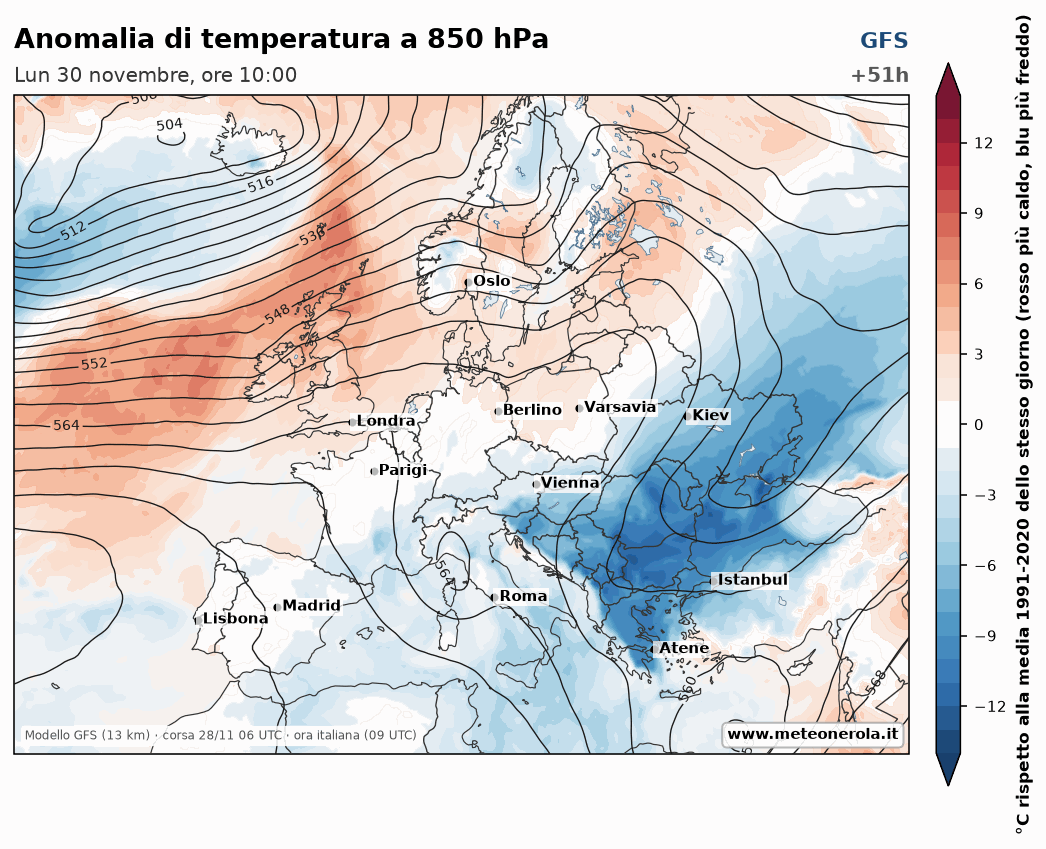 Anomalia di temperatura a 850 hPa
GFS
Lun 30 novembre, ore 10:00
+51h
504
516
512
536
548
552
564
Oslo
Berlino
Varsavia
Kiev
Londra
Parigi
Vienna
Istanbul
Roma
Madrid
Lisbona
Atene
560
568
Modello GFS (13 km) · corsa 28/11 06 UTC · ora italiana (09 UTC)
www.meteonerola.it
12
9
6
3
0
−3
−6
−9
−12
°C rispetto alla media 1991-2020 dello stesso giorno (rosso più caldo, blu più freddo)